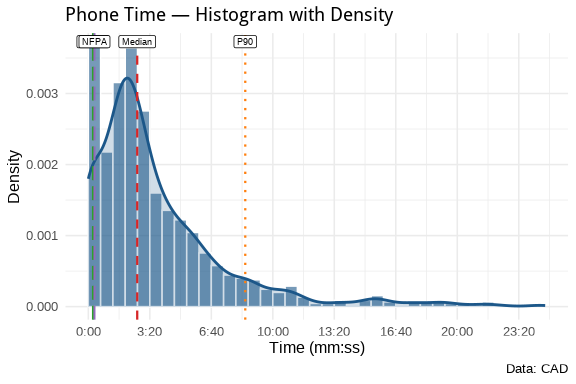 Phone Time — Histogram with Density
NFPA Median P90
0.003
0.002
0.001
0.000
Density
0:00 3:20 6:40 10:00 13:20 16:40 20:00 23:20
Time (mm:ss)
Data: CAD